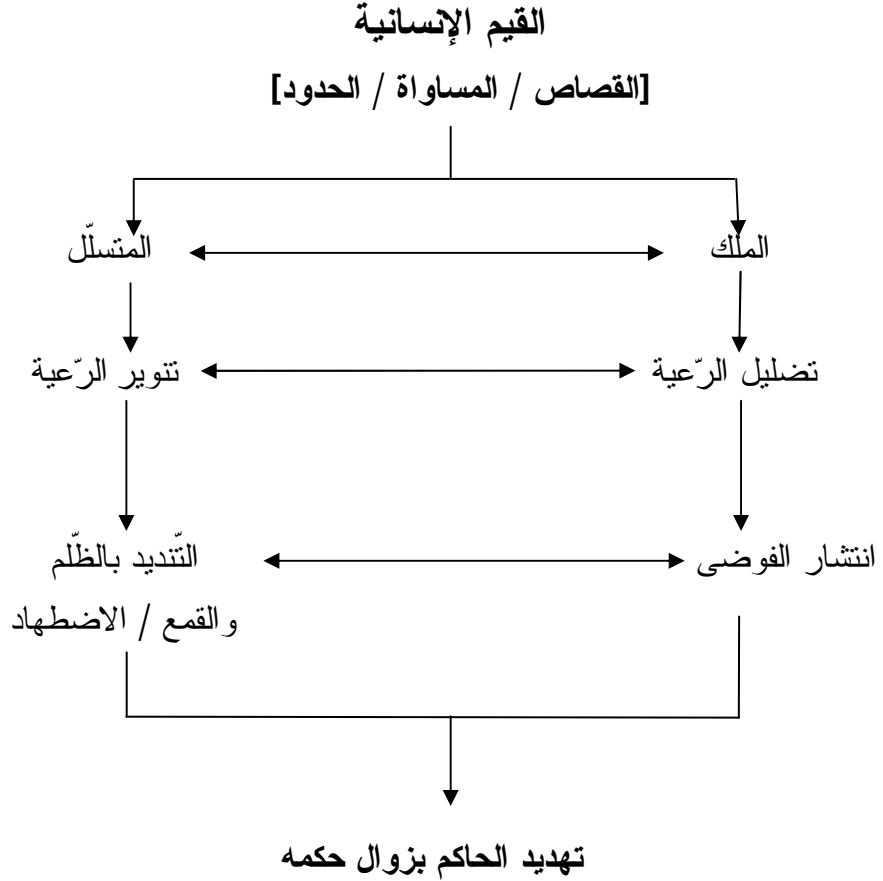 القيم الإنسانية
[القصاص / المساواة / الحدود]
الملك
المتسلّل
تضليل الرّعية
تنوير الرّعية
انتشار الفوضى
التّنديد بالظّلم
والقمع / الاضطهاد
تهديد الحاكم بزوال حكمه